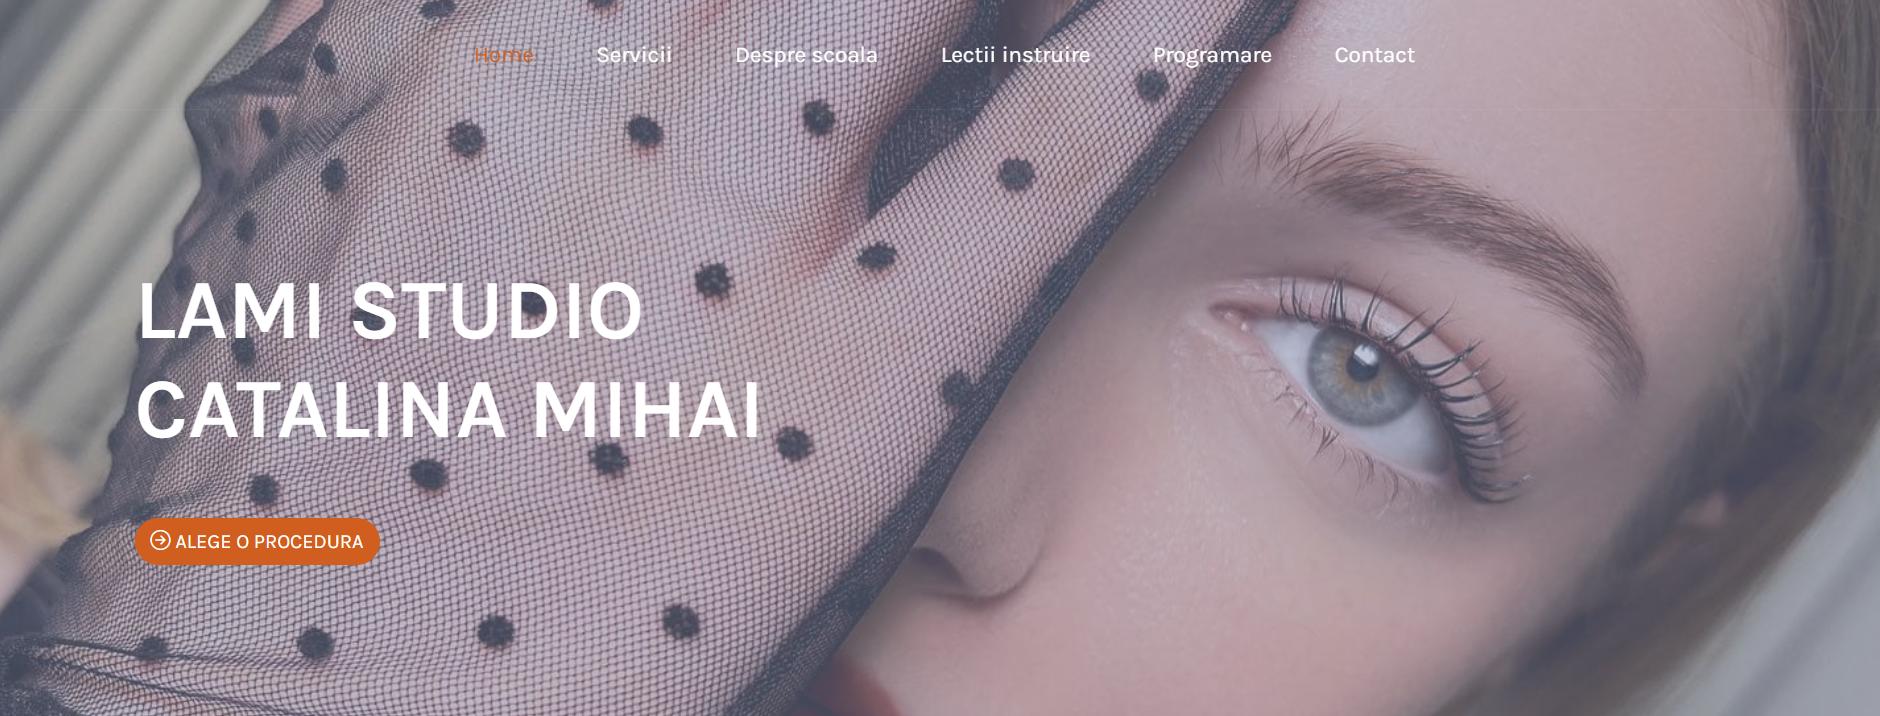 Home Servicii Despre scoala Lectii instruire Programare Contact
LAMI STUDIO
CATALINA MIHAI
ALEGE O PROCEDURA